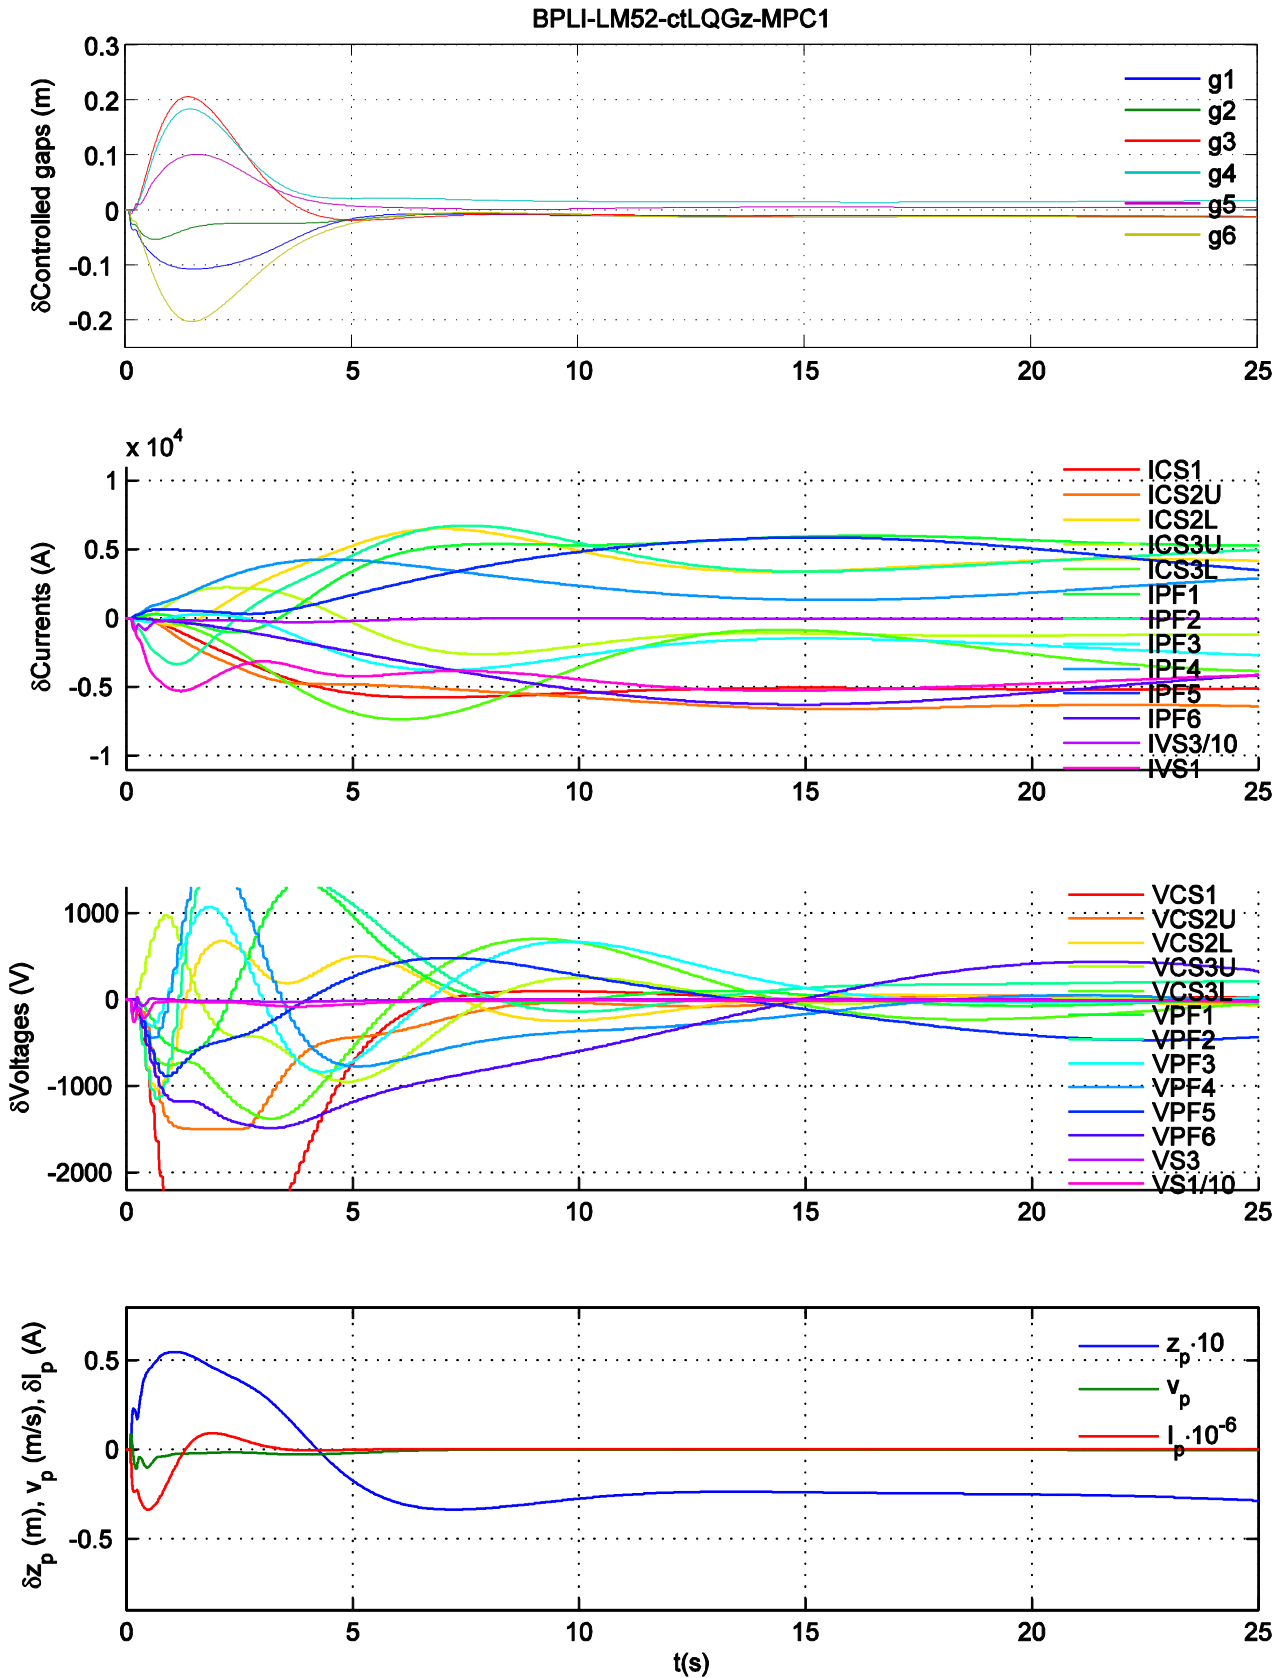 BPLI-LM52-ctLQGz-MPC1
δControlled gaps (m)
0.3
0.2
0.1
0
-0.1
-0.2
g1
g2
g3
g4
g5
g6
0 5 10 15 20 25
x 10⁴
δCurrents (A)
1
0.5
0
-0.5
-1
ICS1
ICS2U
ICS2L
ICS3U
ICS3L
IPF1
IPF2
IPF3
IPF4
IPF5
IPF6
IVS3/10
IVS1
0 5 10 15 20 25
δVoltages (V)
1000
0
-1000
-2000
VCS1
VCS2U
VCS2L
VCS3U
VCS3L
VPF1
VPF2
VPF3
VPF4
VPF5
VPF6
VS3
VS1/10
0 5 10 15 20 25
δz_p (m), v_p (m/s), δI_p (A)
0.5
0
-0.5
z_p·10
v_p
I_p·10⁻⁶
0 5 10 15 20 25
t(s)